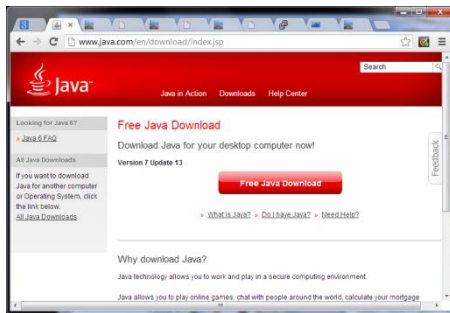 www.java.com/en/download/index.jsp
Search
Java
Java in Action Downloads Help Center
Looking for Java 6?
» Java 6 FAQ
All Java Downloads
If you want to download
Java for another computer
or Operating System, click
the link below.
All Java Downloads
Free Java Download
Download Java for your desktop computer now!
Version 7 Update 13
Free Java Download
» What is Java? » Do I have Java? » Need Help?
Why download Java?
Java technology allows you to work and play in a secure computing environment.
Java allows you to play online games, chat with people around the world, calculate your mortgage
Feedback